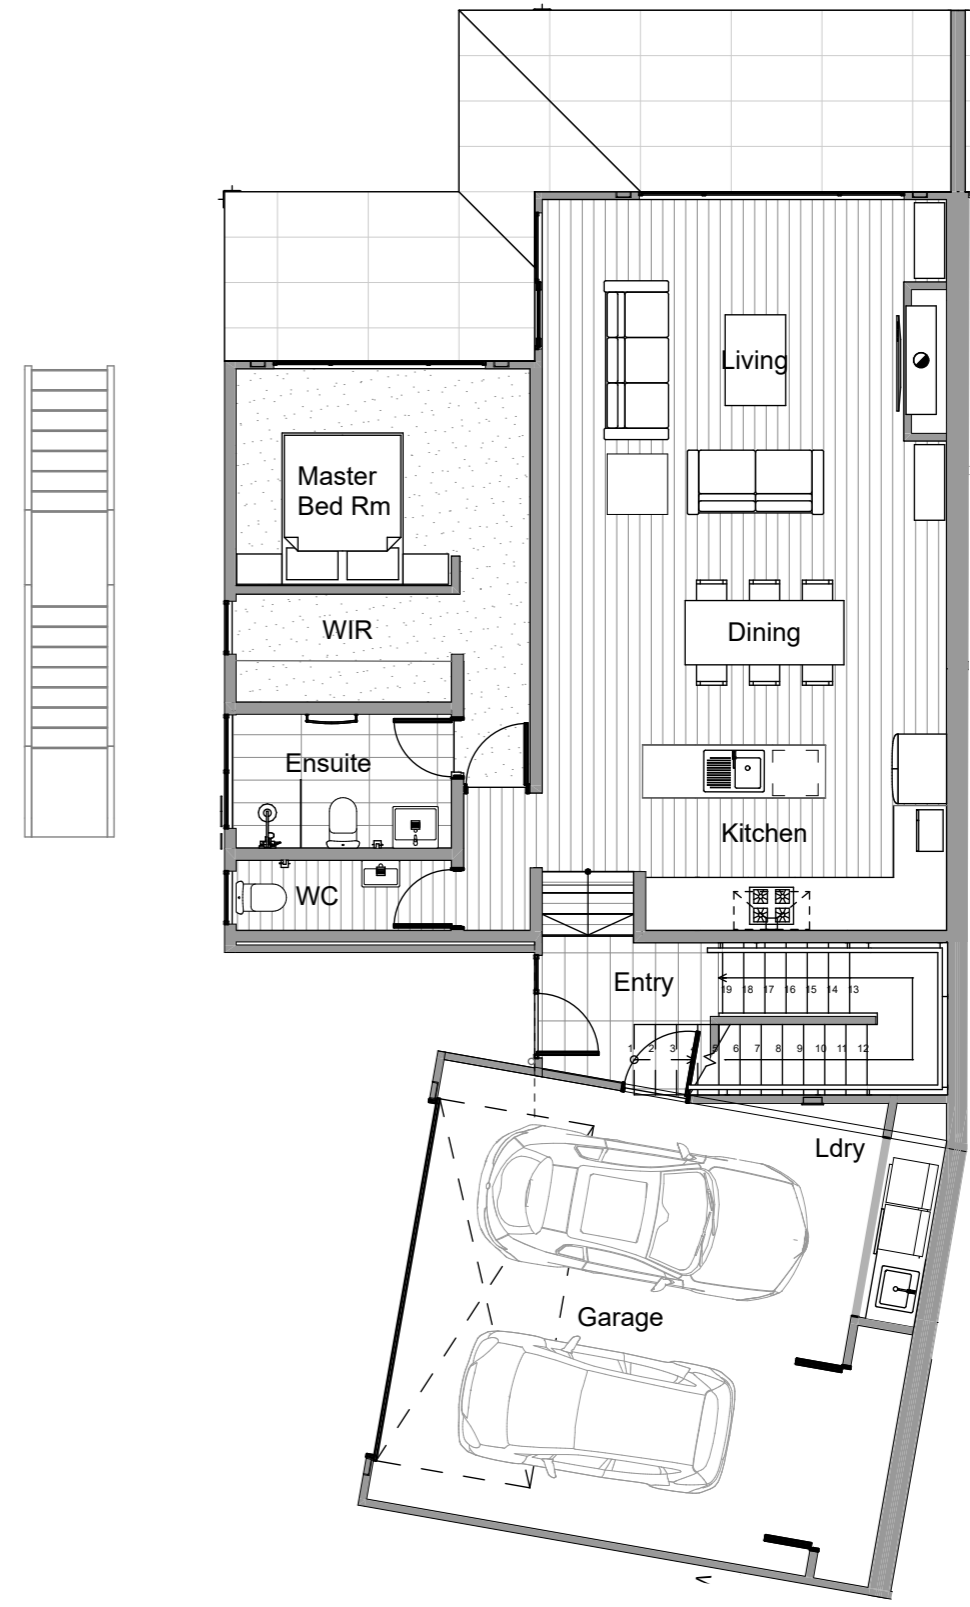 Living
Master
Bed Rm
WIR
Dining
Ensuite
Kitchen
WC
Entry
19 18 17 16 15 14 13
1 2 3 4 5 6 7 8 9 10 11 12
Ldry
Garage